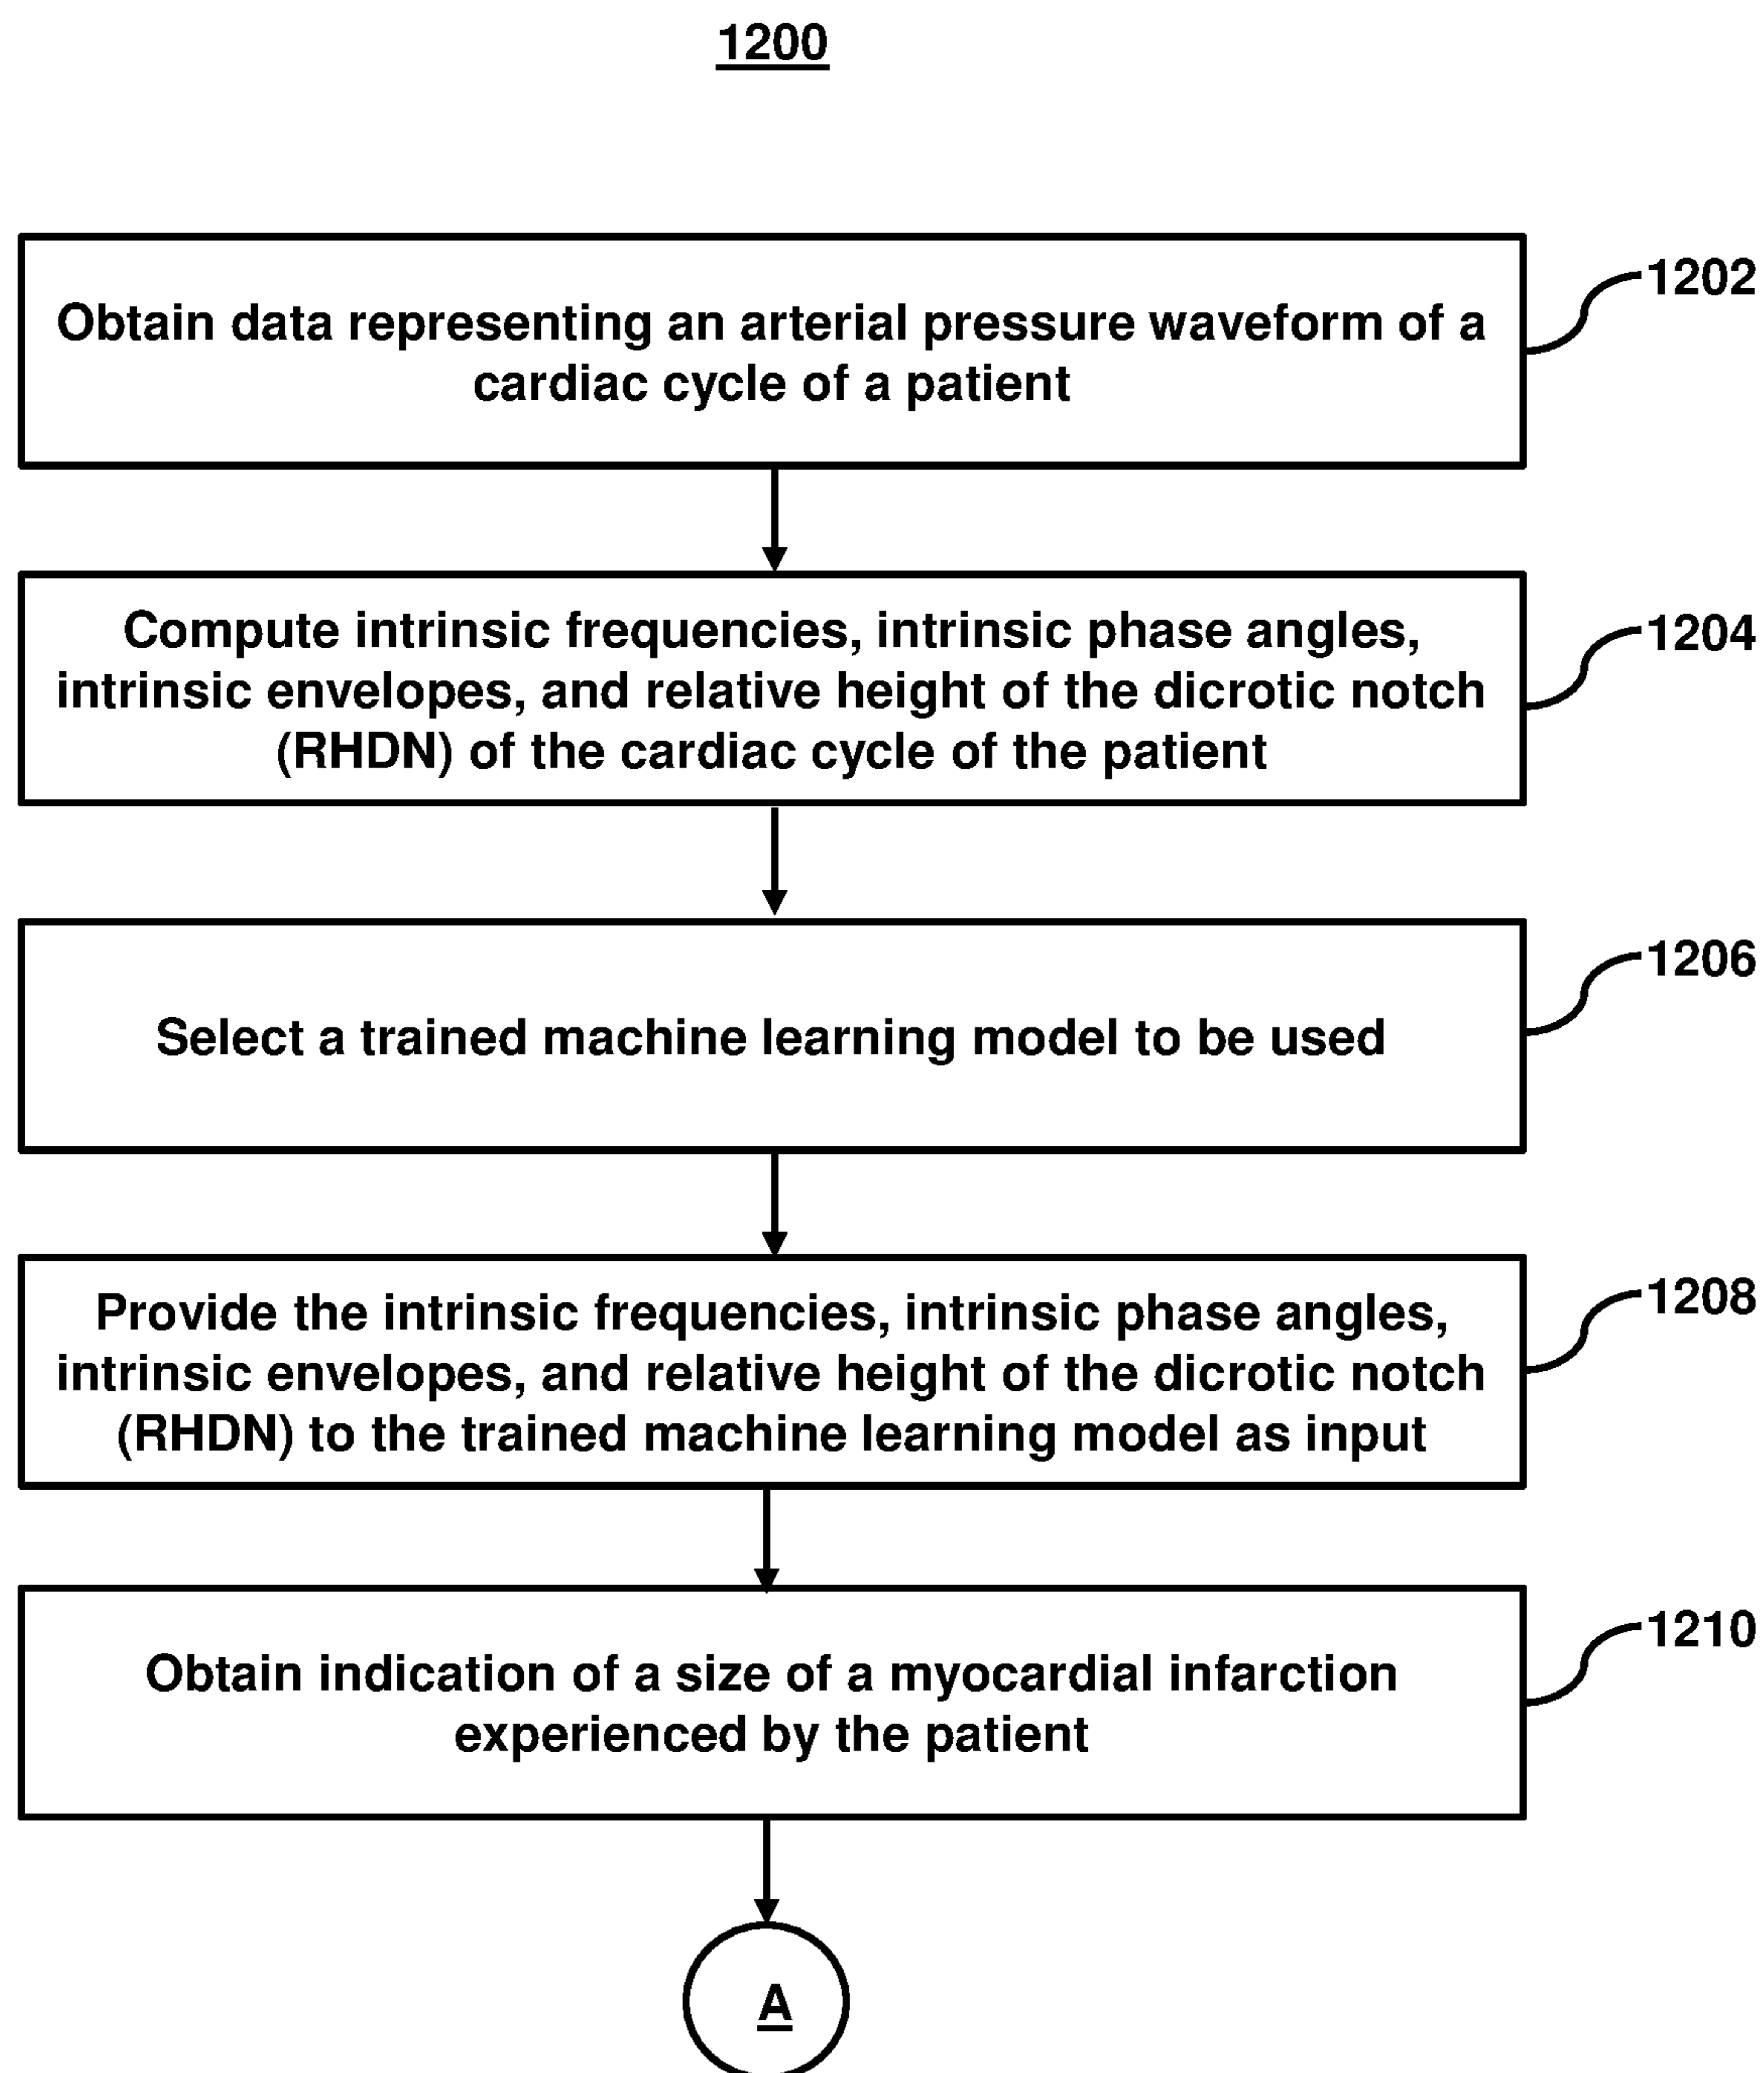 1200
Obtain data representing an arterial pressure waveform of a
cardiac cycle of a patient
1202
Compute intrinsic frequencies, intrinsic phase angles,
intrinsic envelopes, and relative height of the dicrotic notch
(RHDN) of the cardiac cycle of the patient
1204
Select a trained machine learning model to be used
1206
Provide the intrinsic frequencies, intrinsic phase angles,
intrinsic envelopes, and relative height of the dicrotic notch
(RHDN) to the trained machine learning model as input
1208
Obtain indication of a size of a myocardial infarction
experienced by the patient
1210
A